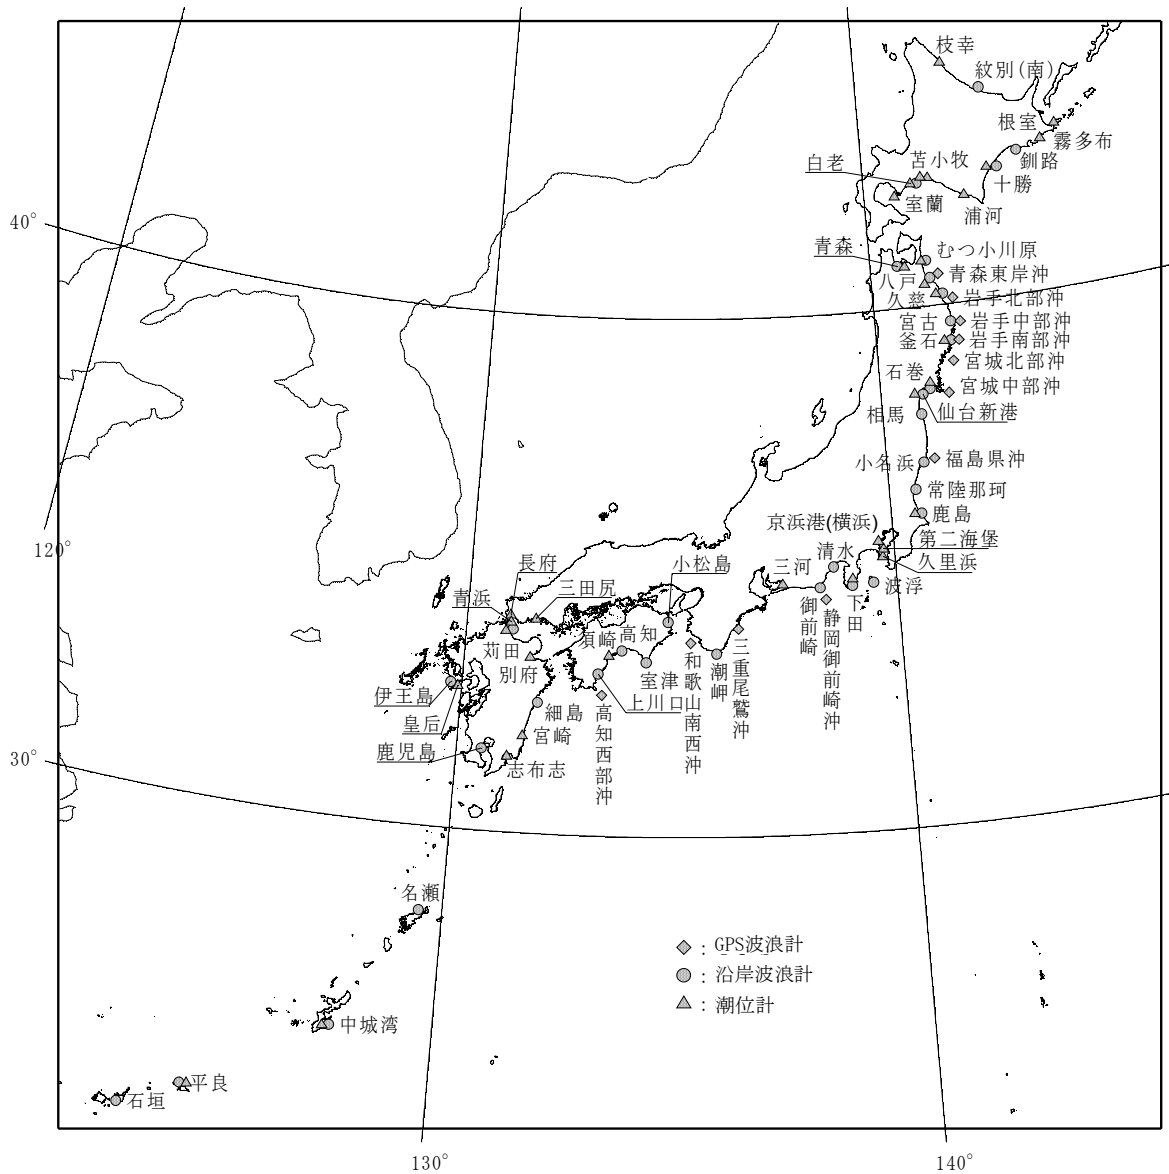 枝幸
紋別(南)
根室
霧多布
釧路
十勝
苫小牧
白老
室蘭
浦河
40°
青森
むつ小川原
青森東岸沖
八戸
久慈
岩手北部沖
宮古
岩手中部沖
釜石
岩手南部沖
宮城北部沖
石巻
宮城中部沖
相馬
仙台新港
小名浜
福島県沖
常陸那珂
鹿島
京浜港(横浜)
第二海堡
久里浜
120°
清水
三河
小松島
長府
三田尻
青浜
波浮
下田
御前崎
静岡御前崎沖
苅田
別府
須崎
高知
室津
和歌山南西沖
潮岬
三重尾鷲沖
伊王島
皇后
上川口
高知西部沖
細島
宮崎
鹿児島
志布志
30°
名瀬
中城湾
平良
石垣
：GPS波浪計
：沿岸波浪計
：潮位計
130°
140°